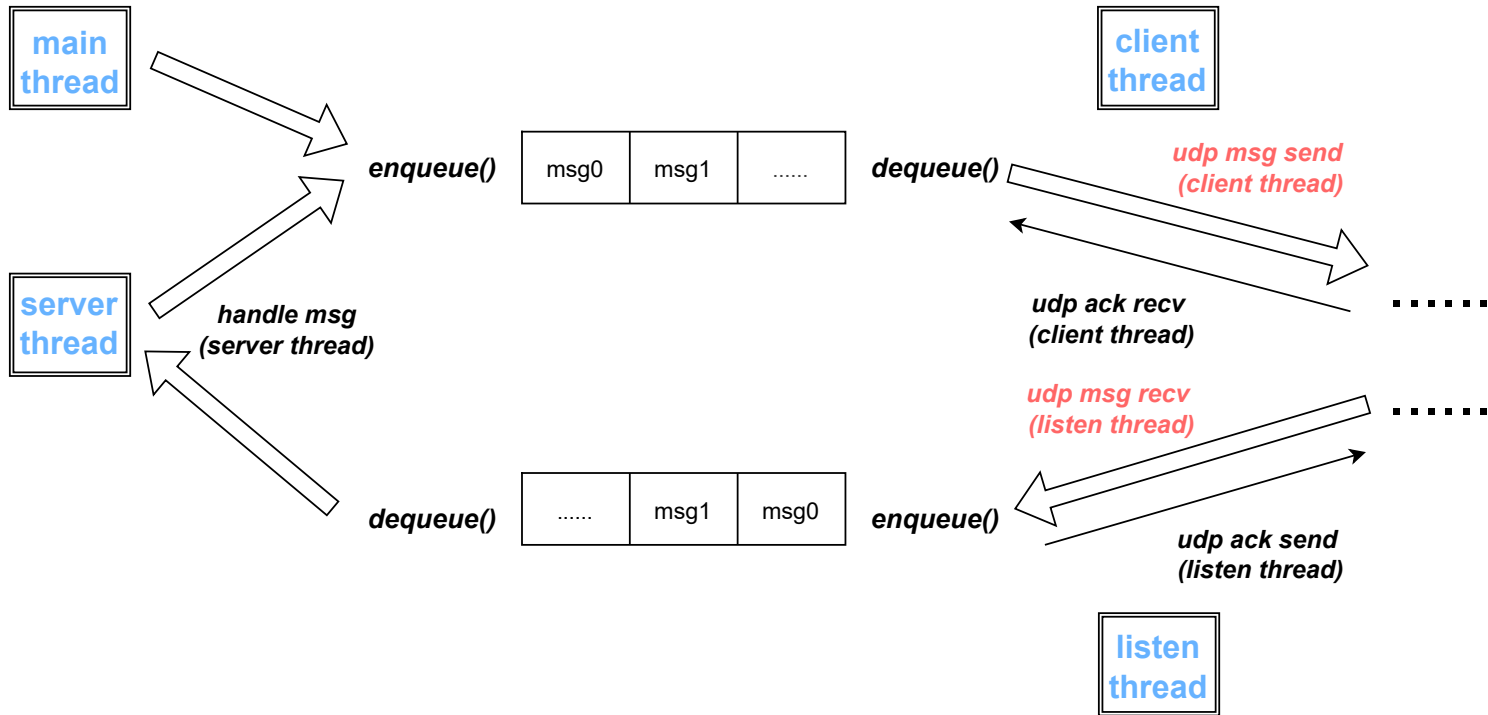 main
thread
client
thread
enqueue()
msg0
msg1
......
dequeue()
udp msg send
(client thread)
server
thread
handle msg
(server thread)
udp ack recv
(client thread)
udp msg recv
(listen thread)
dequeue()
......
msg1
msg0
enqueue()
udp ack send
(listen thread)
listen
thread